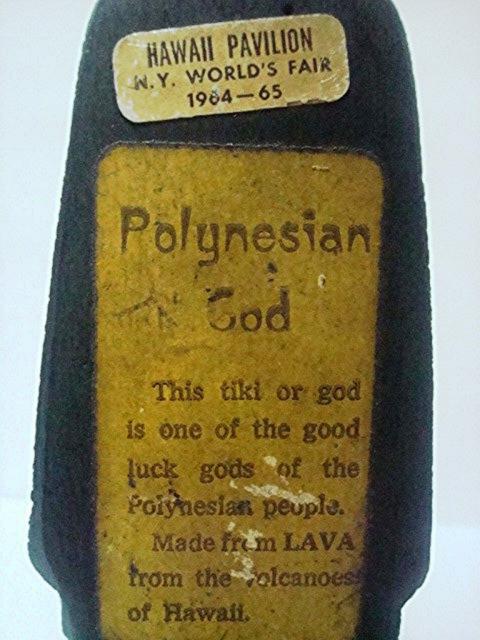 HAWAII PAVILION
N.Y. WORLD'S FAIR
1964-65
Polynesian
God
This tiki or god
is one of the good
luck gods of the
Polynesian people.
Made from LAVA
from the volcanoes
of Hawaii.